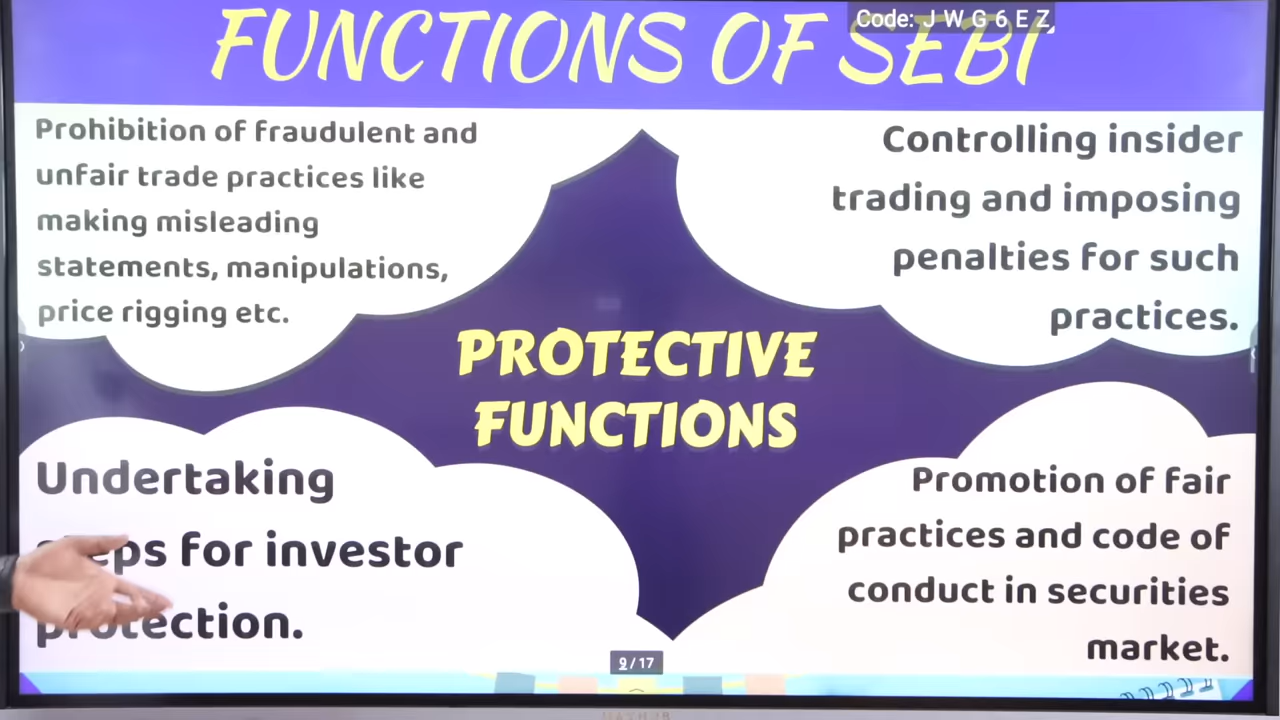 FUNCTIONS OF SEBI
Code: J W G 6 E Z
Prohibition of fraudulent and
unfair trade practices like
making misleading
statements, manipulations,
price rigging etc.
Controlling insider
trading and imposing
penalties for such
practices.
PROTECTIVE
FUNCTIONS
Undertaking
steps for investor
protection.
Promotion of fair
practices and code of
conduct in securities
market.
9 / 17